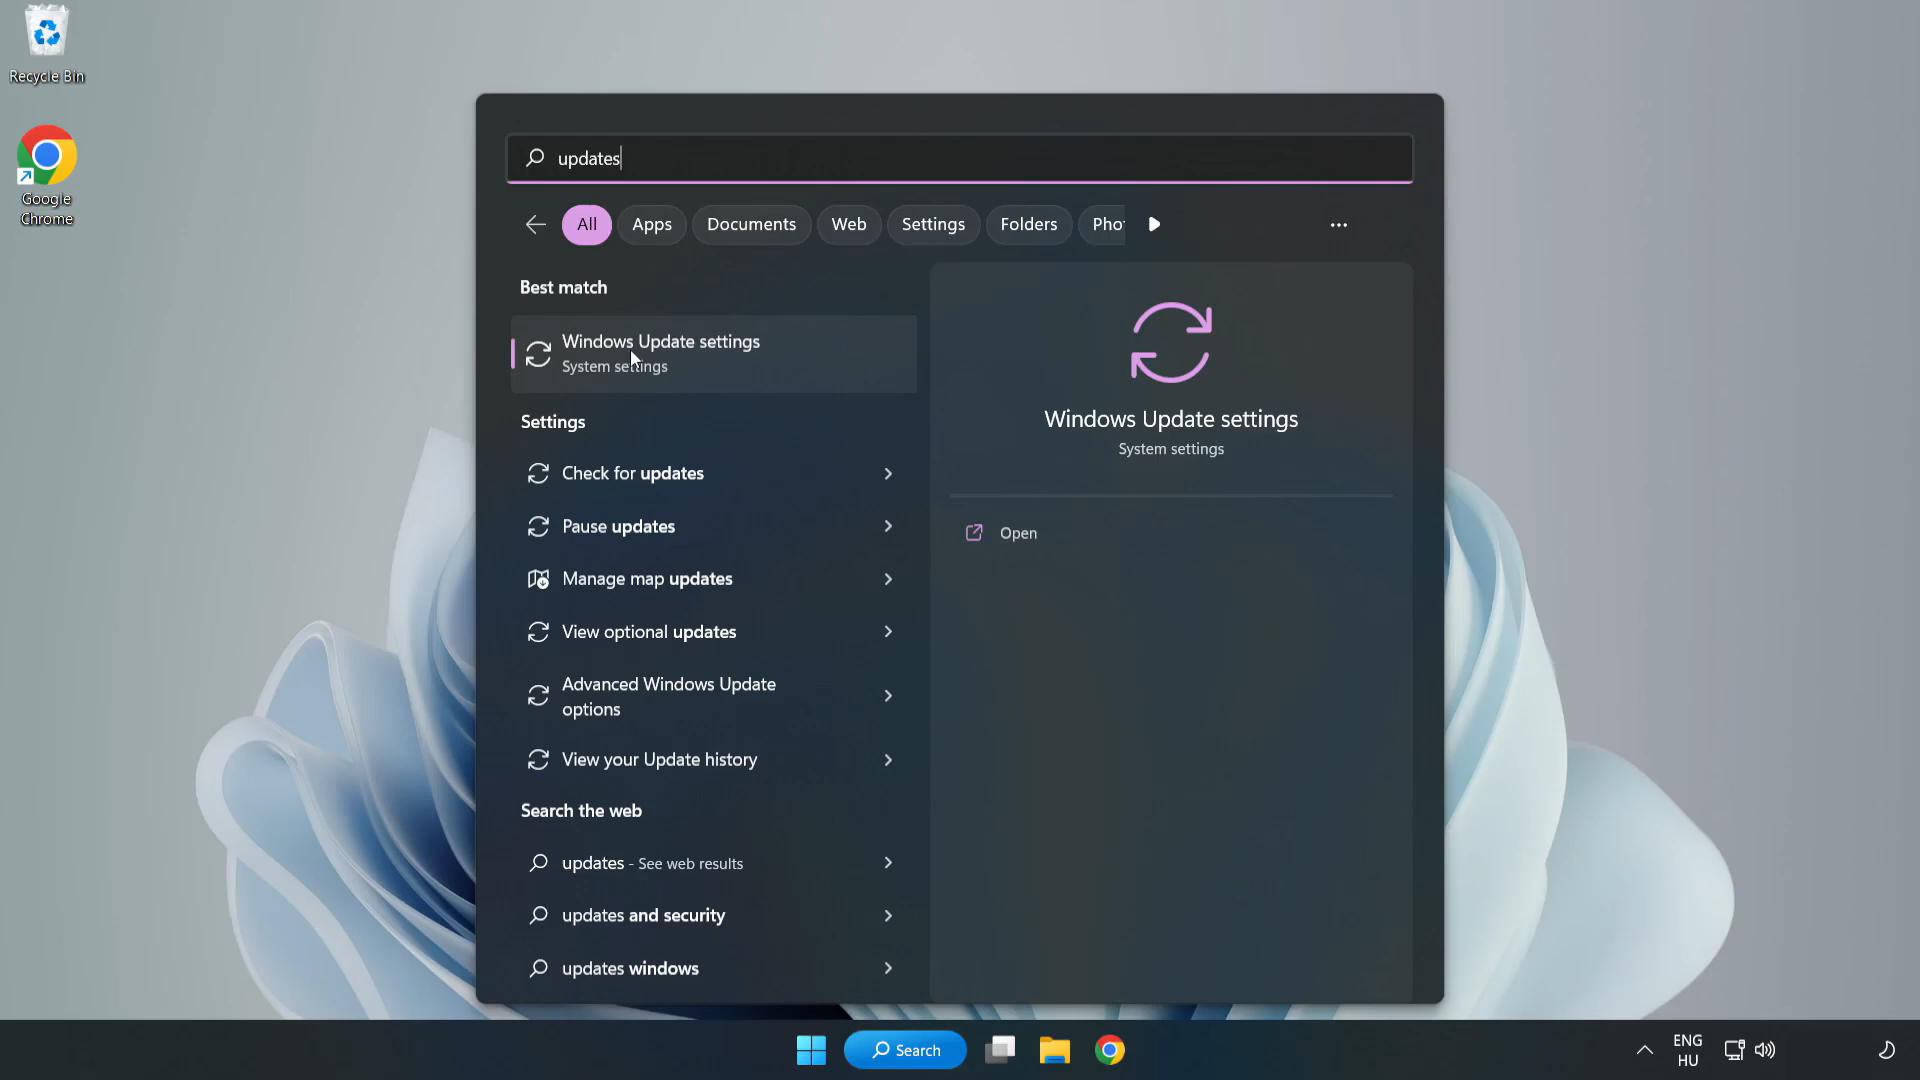 Recycle Bin
Google
Chrome
updates
All
Apps
Documents
Web
Settings
Folders
Best match
Windows Update settings
System settings
Settings
Check for updates
Pause updates
Manage map updates
View optional updates
Advanced Windows Update
options
View your Update history
Search the web
updates - See web results
updates and security
updates windows
Windows Update settings
System settings
Open
Search
ENG
HU